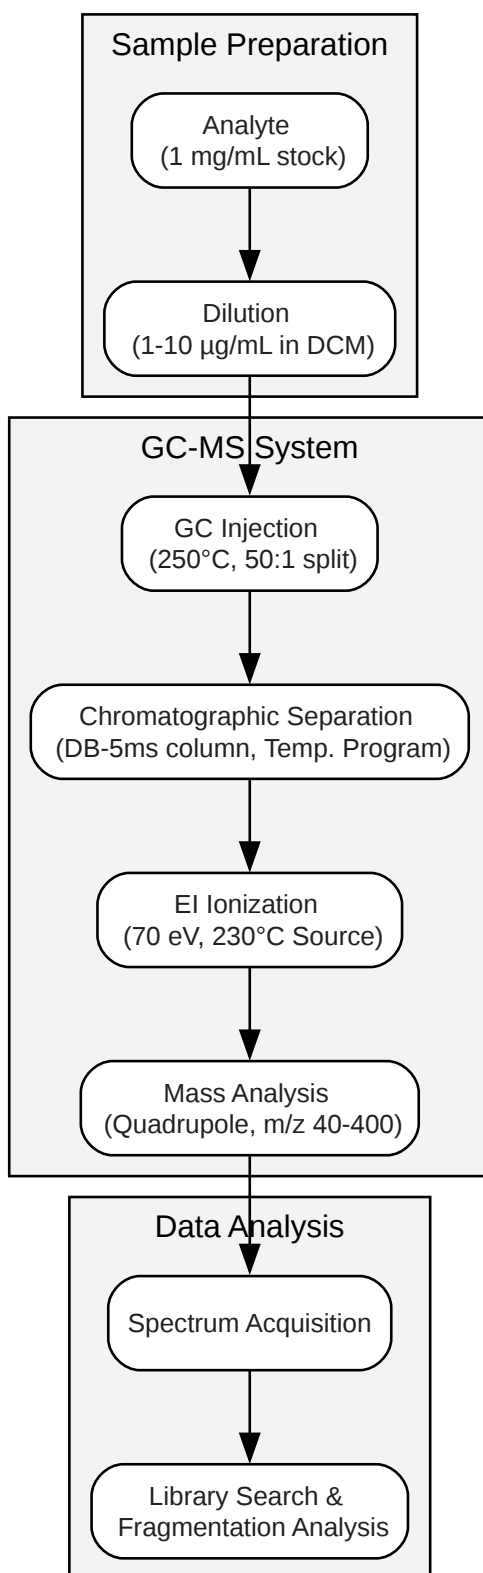 Sample Preparation
Analyte
(1 mg/mL stock)
Dilution
(1-10 µg/mL in DCM)
GC-MS System
GC Injection
(250°C, 50:1 split)
Chromatographic Separation
(DB-5ms column, Temp. Program)
EI Ionization
(70 eV, 230°C Source)
Mass Analysis
(Quadrupole, m/z 40-400)
Data Analysis
Spectrum Acquisition
Library Search &
Fragmentation Analysis